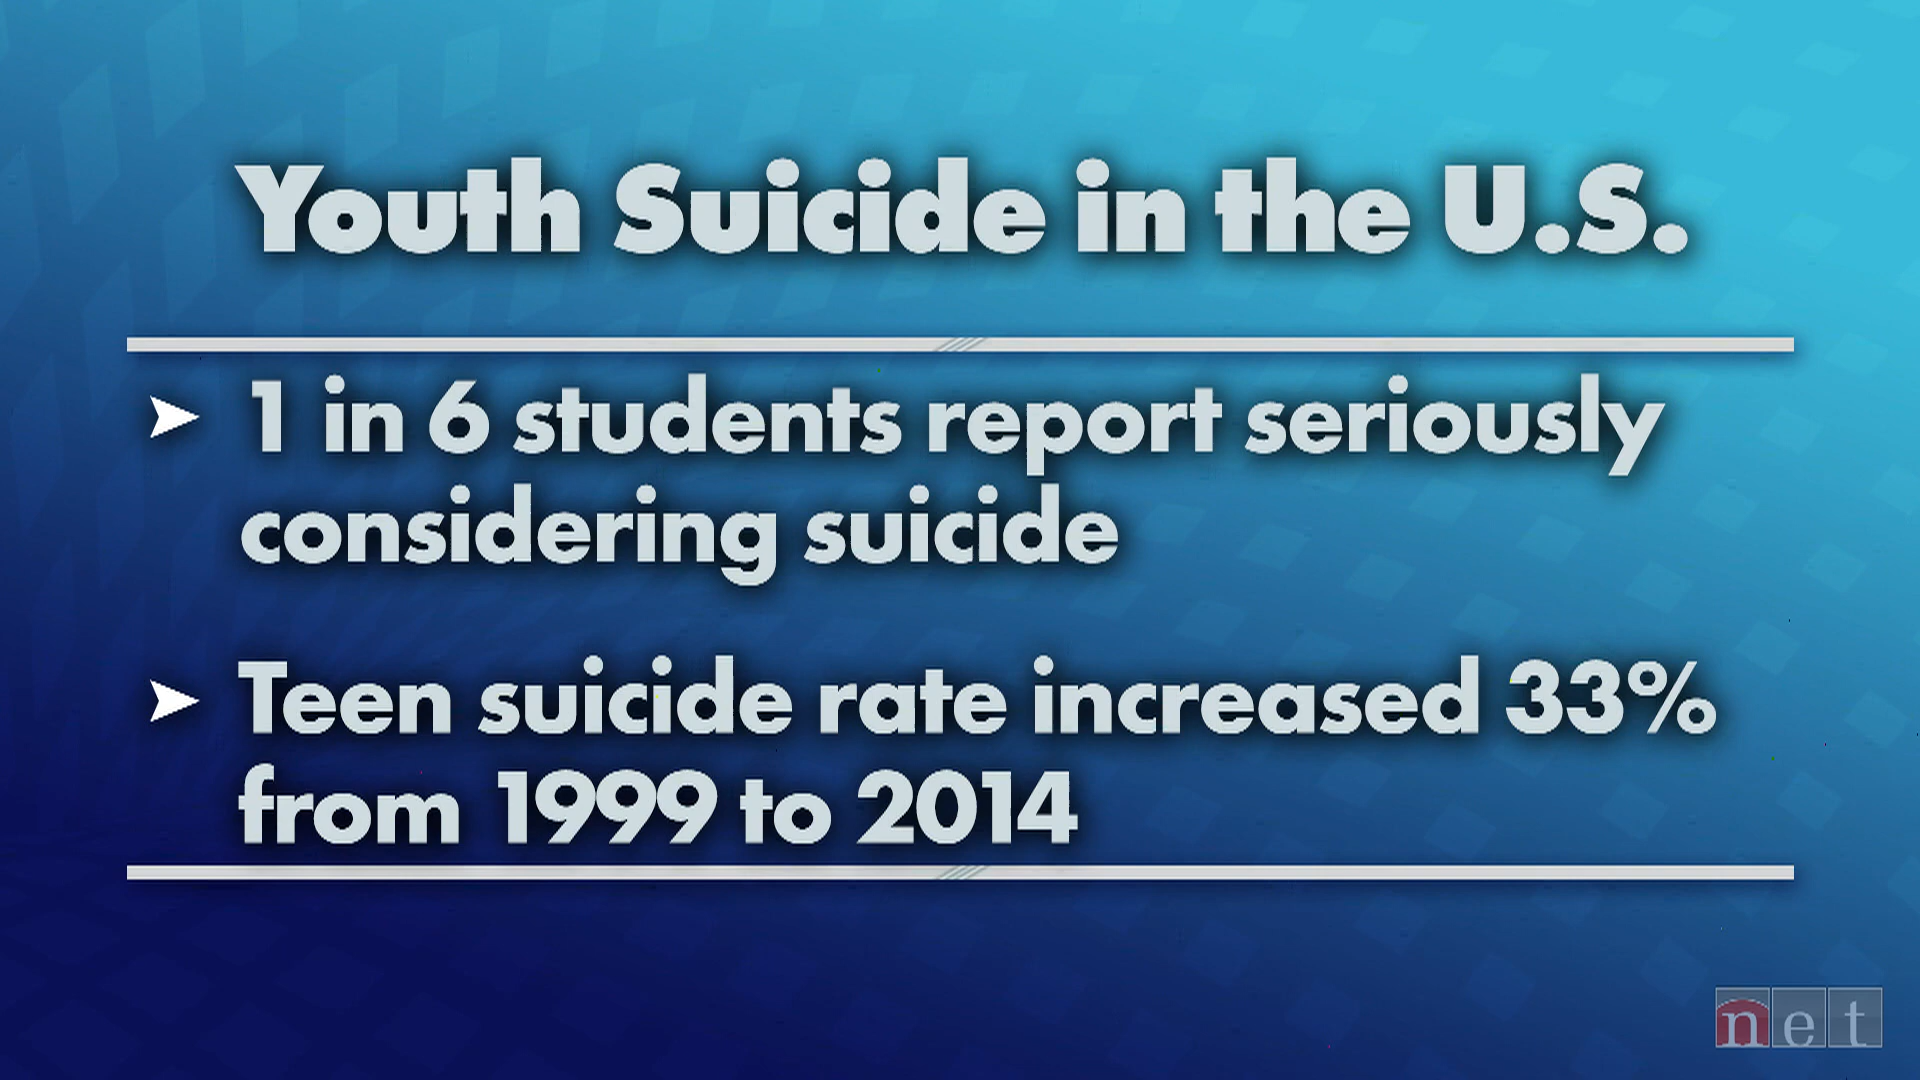 Youth Suicide in the U.S.
1 in 6 students report seriously
considering suicide
Teen suicide rate increased 33%
from 1999 to 2014
net